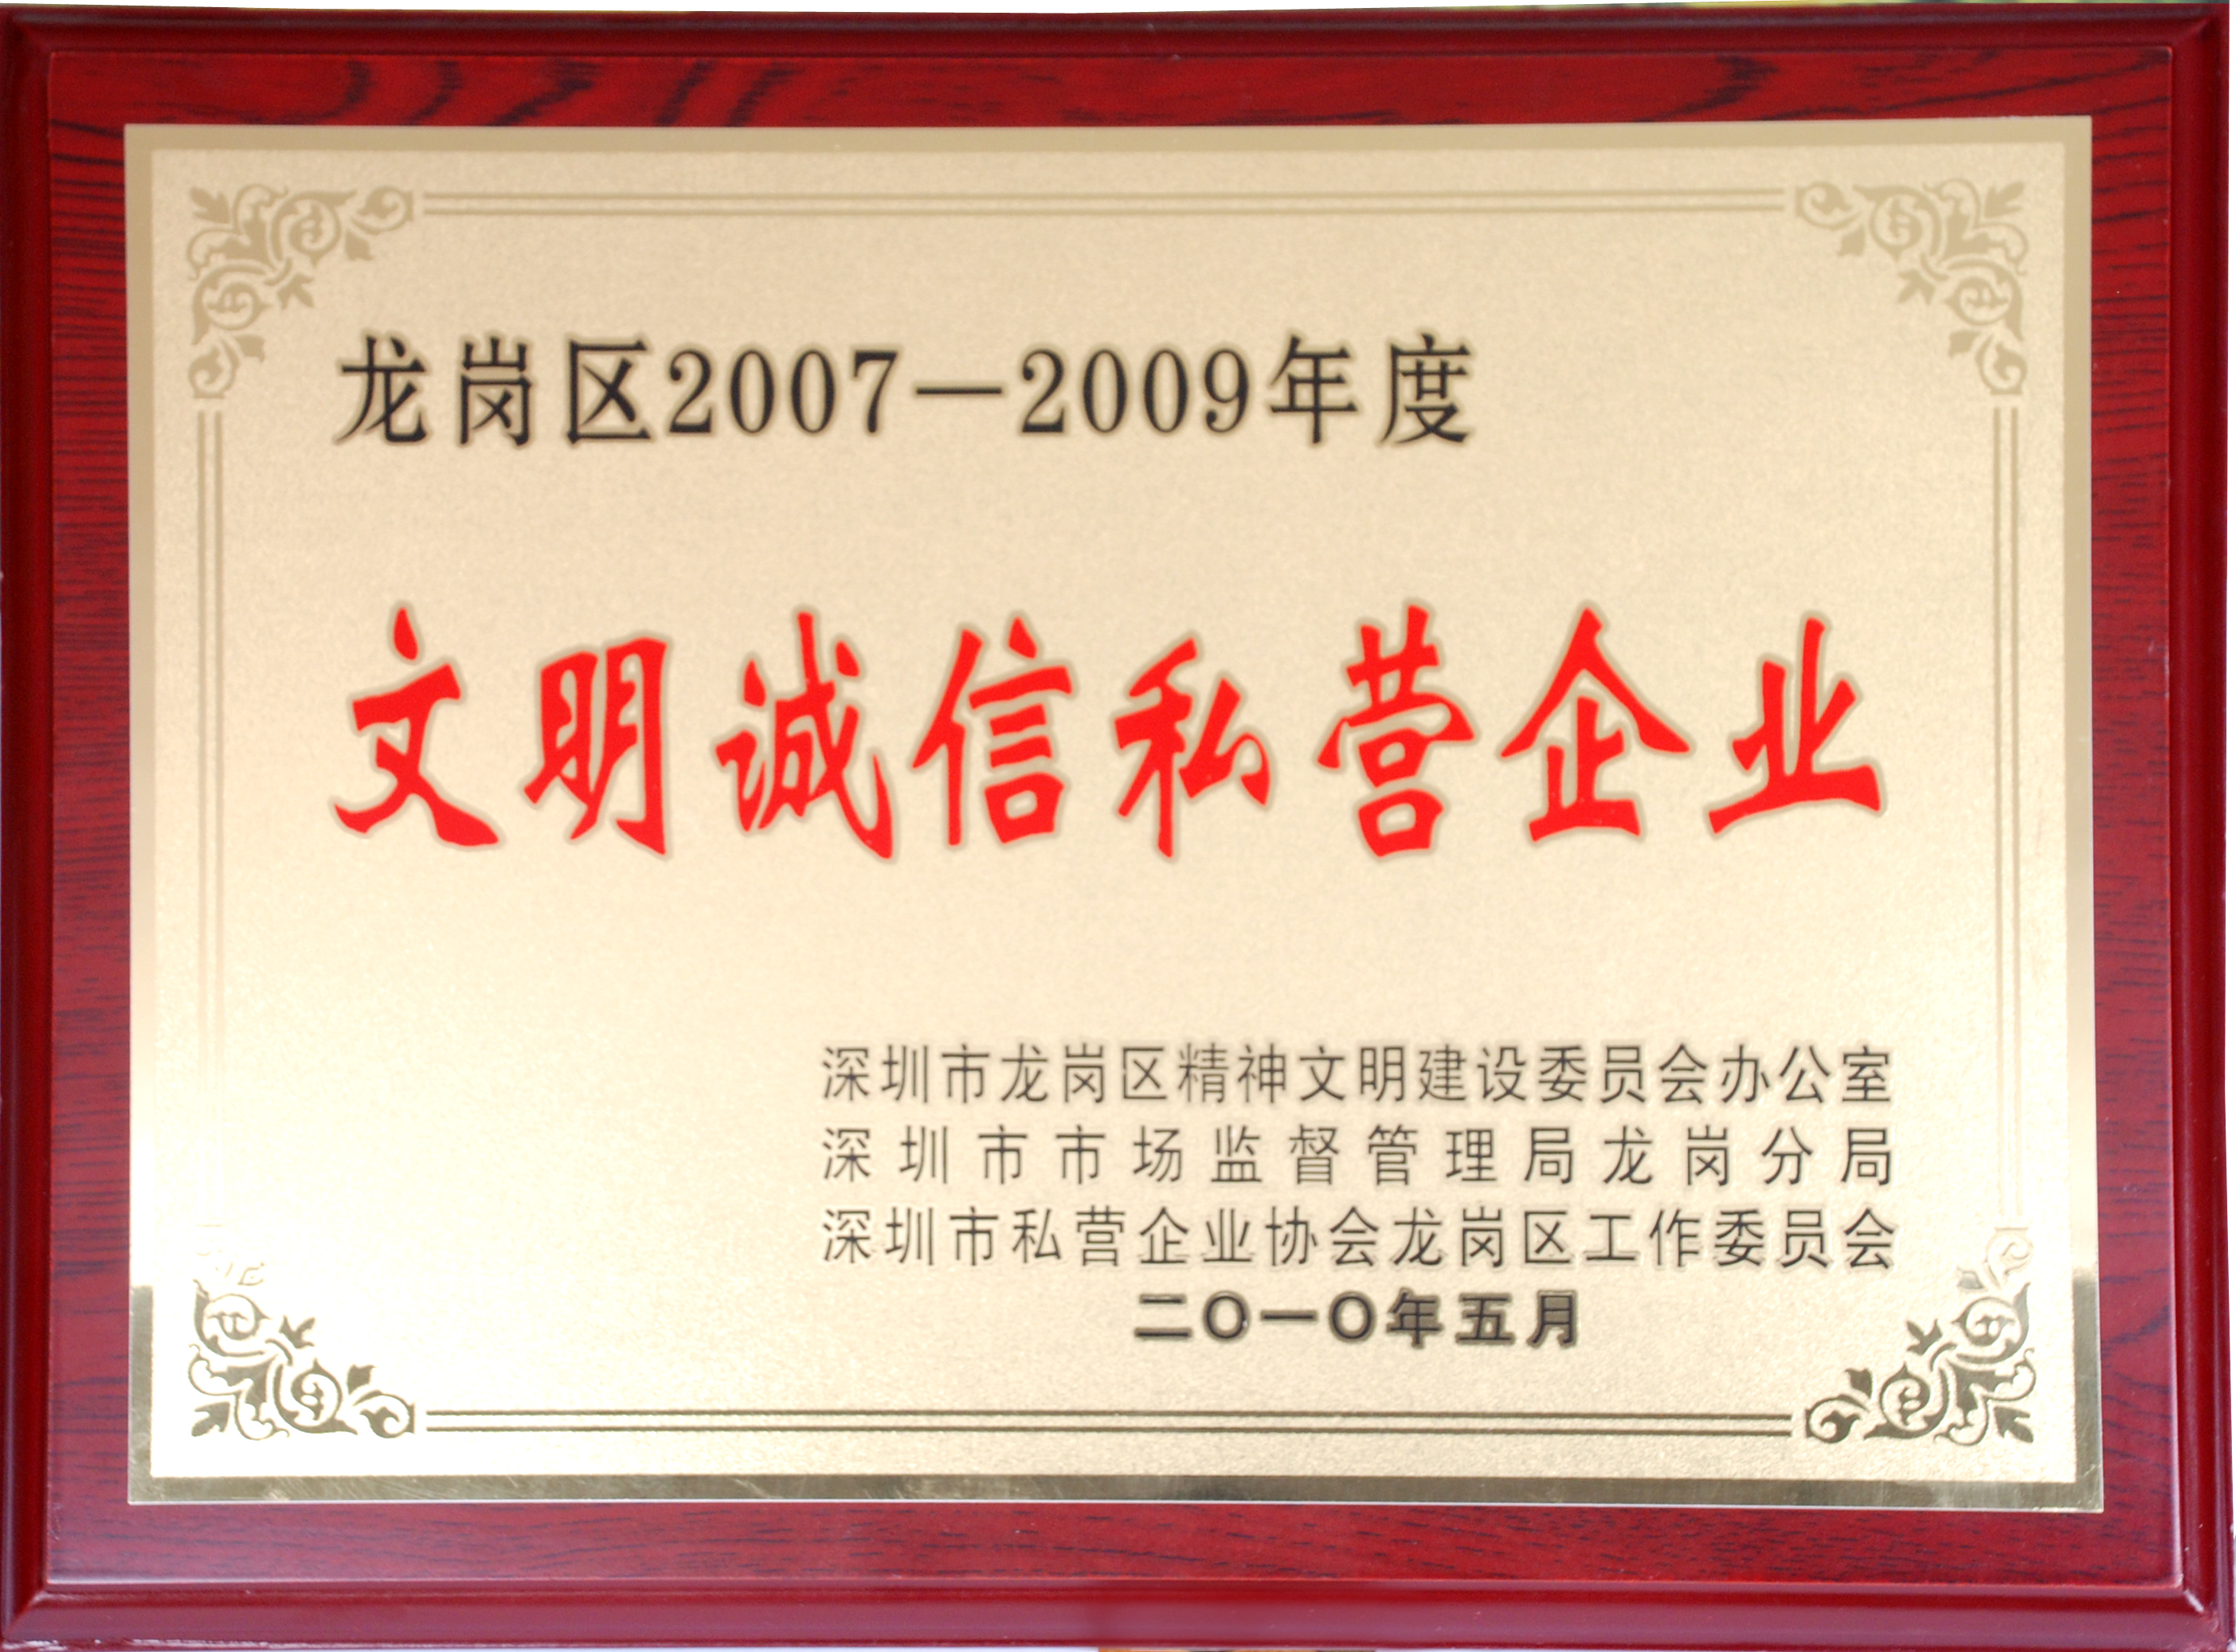 龙岗区2007－2009年度
文明诚信私营企业
深圳市龙岗区精神文明建设委员会办公室
深圳市市场监督管理局龙岗分局
深圳市私营企业协会龙岗区工作委员会
二〇一〇年五月